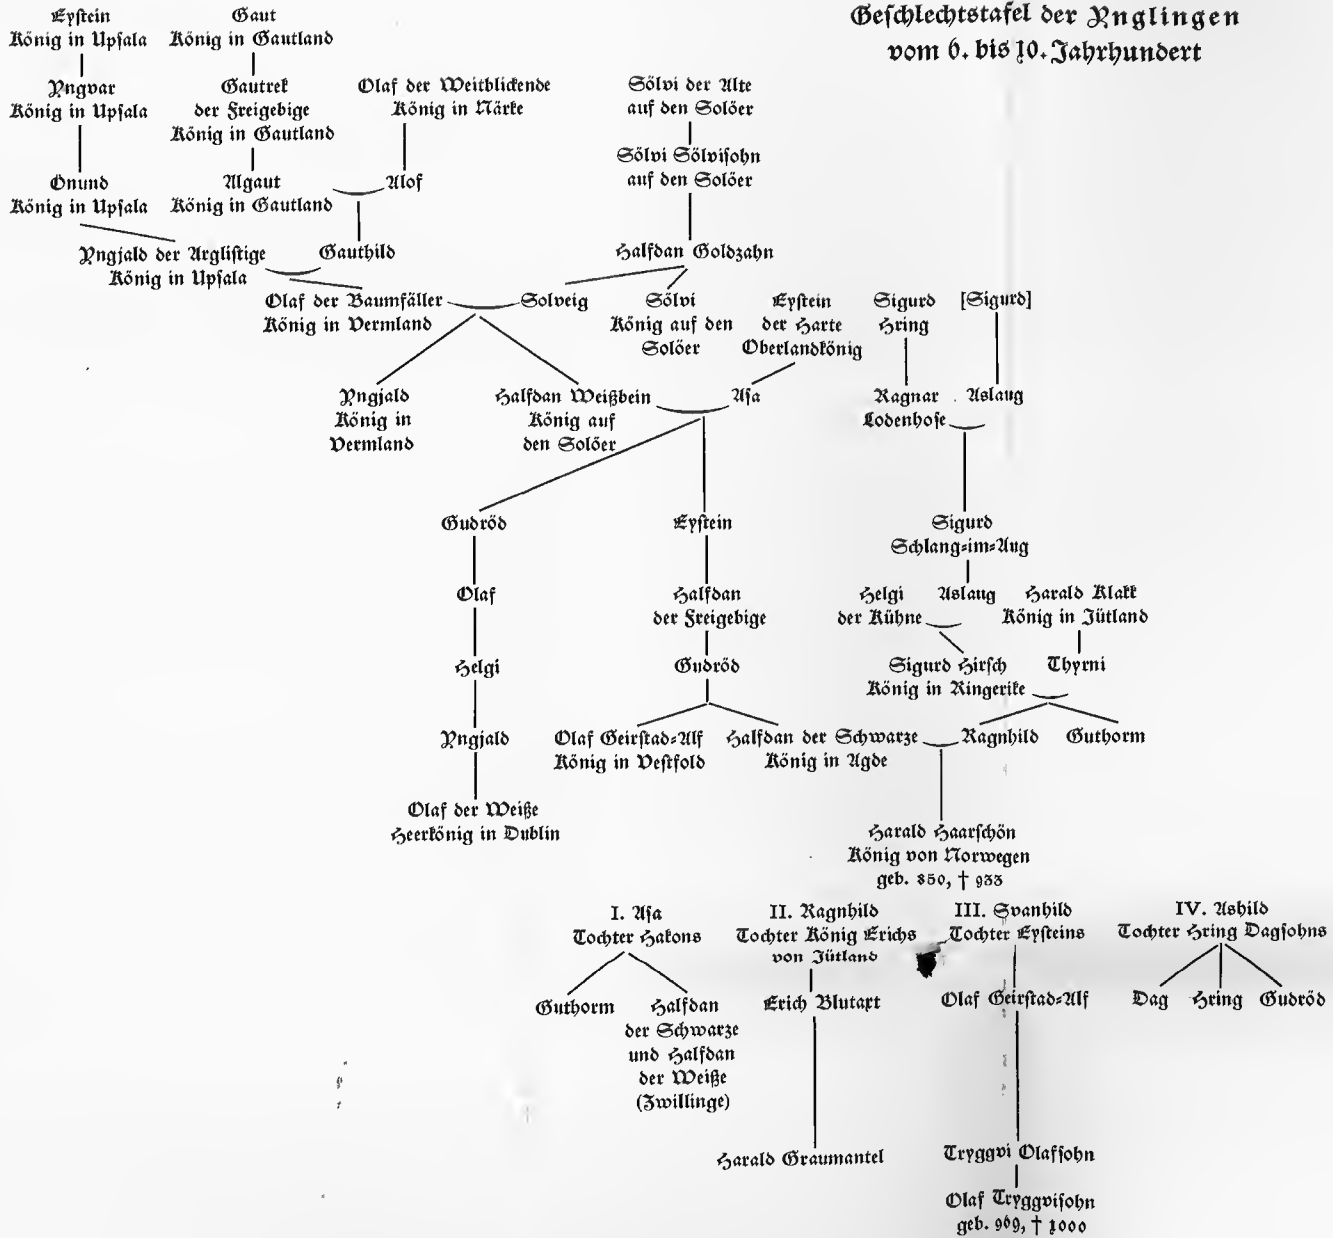 Geschlechtstafel der Ynglingen
vom 6. bis 10. Jahrhundert
Eystein
König in Upsala
Gaut
König in Gautland
Yngvar
König in Upsala
Gautrek
der Freigebige
König in Gautland
Olaf der Weitblickende
König in Närke
Sölvi der Alte
auf den Solöer
Sölvi Sölvisohn
auf den Solöer
Önund
König in Upsala
Algaut
König in Gautland
Alof
Yngjald der Arglistige
König in Upsala
Gauthild
Halfdan Goldzahn
Olaf der Baumfäller
König in Vermland
Solveig
Sölvi
König auf den
Solöer
Eystein
der Harte
Oberlandkönig
Sigurd
Hring
[Sigurd]
Yngjald
König in
Vermland
Halfdan Weißbein
König auf
den Solöer
Asa
Ragnar
Lodenhose
Aslaug
Gudröd
Eystein
Sigurd
Schlang-im-Aug
Olaf
Halfdan
der Freigebige
Helgi
der Kühne
Aslaug
Harald Klakk
König in Jütland
Helgi
Gudröd
Sigurd Hirsch
König in Ringerike
Thyrni
Yngjald
Olaf Geirstad-Alf
König in Vestfold
Halfdan der Schwarze
König in Agde
Ragnhild
Guthorm
Olaf der Weiße
Heerkönig in Dublin
Harald Haarschön
König von Norwegen
geb. 850, † 933
I. Asa
Tochter Hakons
II. Ragnhild
Tochter König Erichs
von Jütland
III. Svanhild
Tochter Eysteins
IV. Ashild
Tochter Hring Dagsohns
Guthorm
Halfdan
der Schwarze
und Halfdan
der Weiße
(Zwillinge)
Erich Blutaxt
Olaf Geirstad-Alf
Dag
Hring
Gudröd
Harald Graumantel
Tryggvi Olafsohn
Olaf Tryggvisohn
geb. 969, † 1000